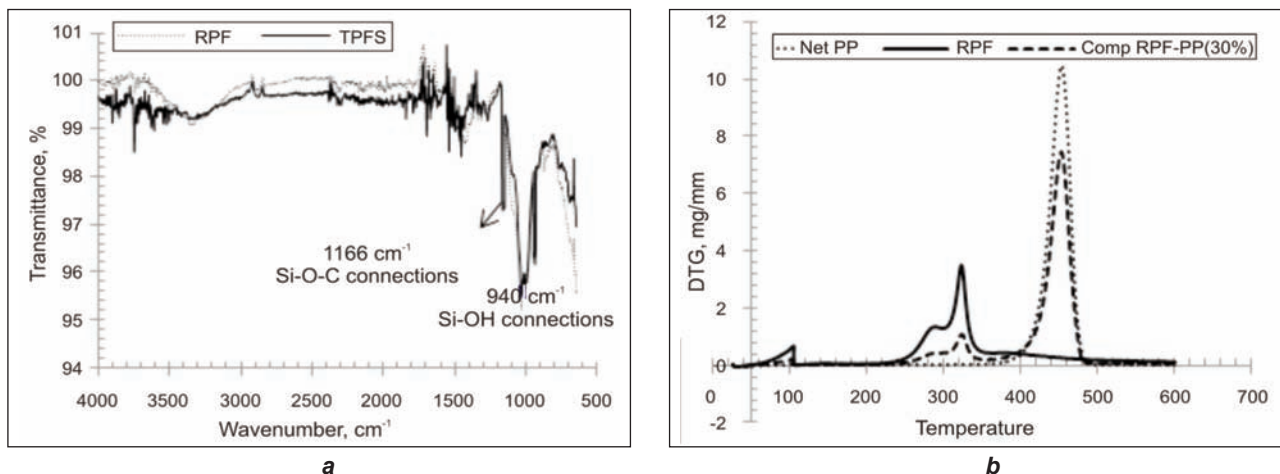 RPF TPFS
101
100
99
98
97
96
95
94
Transmittance, %
1166 cm-1
Si-O-C connections
940 cm-1
Si-OH connections
4000 3500 3000 2500 2000 1500 1000 500
Wavenumber, cm-1
a
Net PP RPF Comp RPF-PP(30%)
12
10
8
6
4
2
0
-2
DTG, mg/mm
0 100 200 300 400 500 600 700
Temperature
b